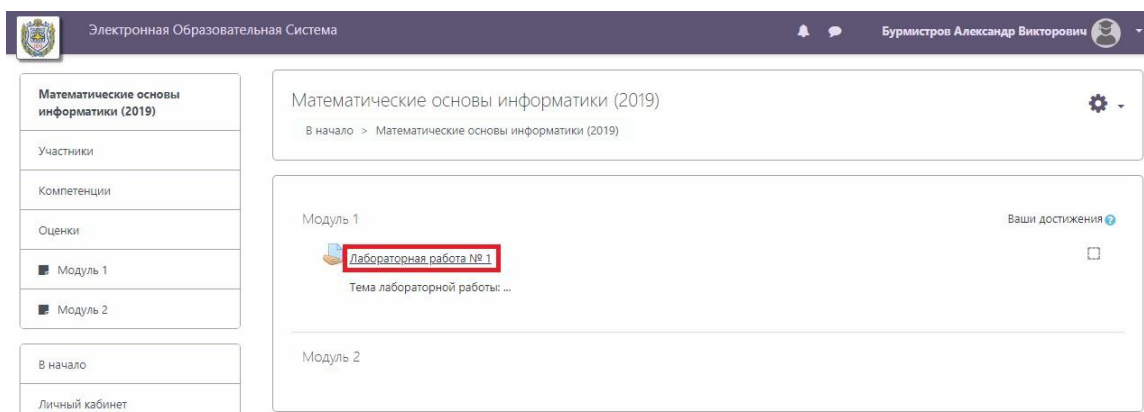 Электронная Образовательная Система
Бурмистров Александр Викторович
Математические основы
информатики (2019)
Участники
Компетенции
Оценки
Модуль 1
Модуль 2
В начало
Личный кабинет
Математические основы информатики (2019)
В начало > Математические основы информатики (2019)
Модуль 1
Ваши достижения
Лабораторная работа № 1
Тема лабораторной работы: ...
Модуль 2